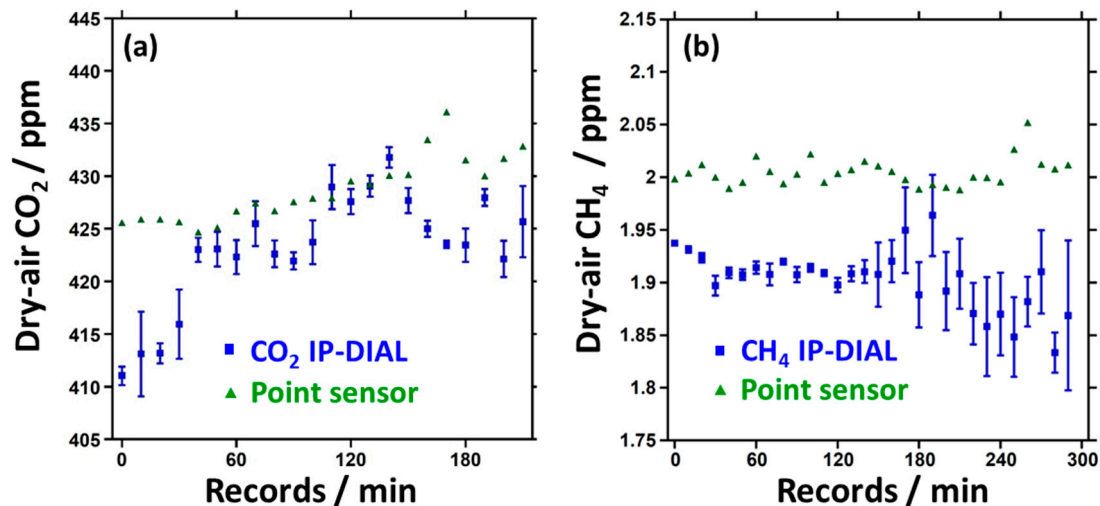 (a)
Dry-air CO₂ / ppm
445
440
435
430
425
420
415
410
405
CO₂ IP-DIAL
Point sensor
0 60 120 180
Records / min
(b)
Dry-air CH₄ / ppm
2.15
2.1
2.05
2
1.95
1.9
1.85
1.8
1.75
CH₄ IP-DIAL
Point sensor
0 60 120 180 240 300
Records / min